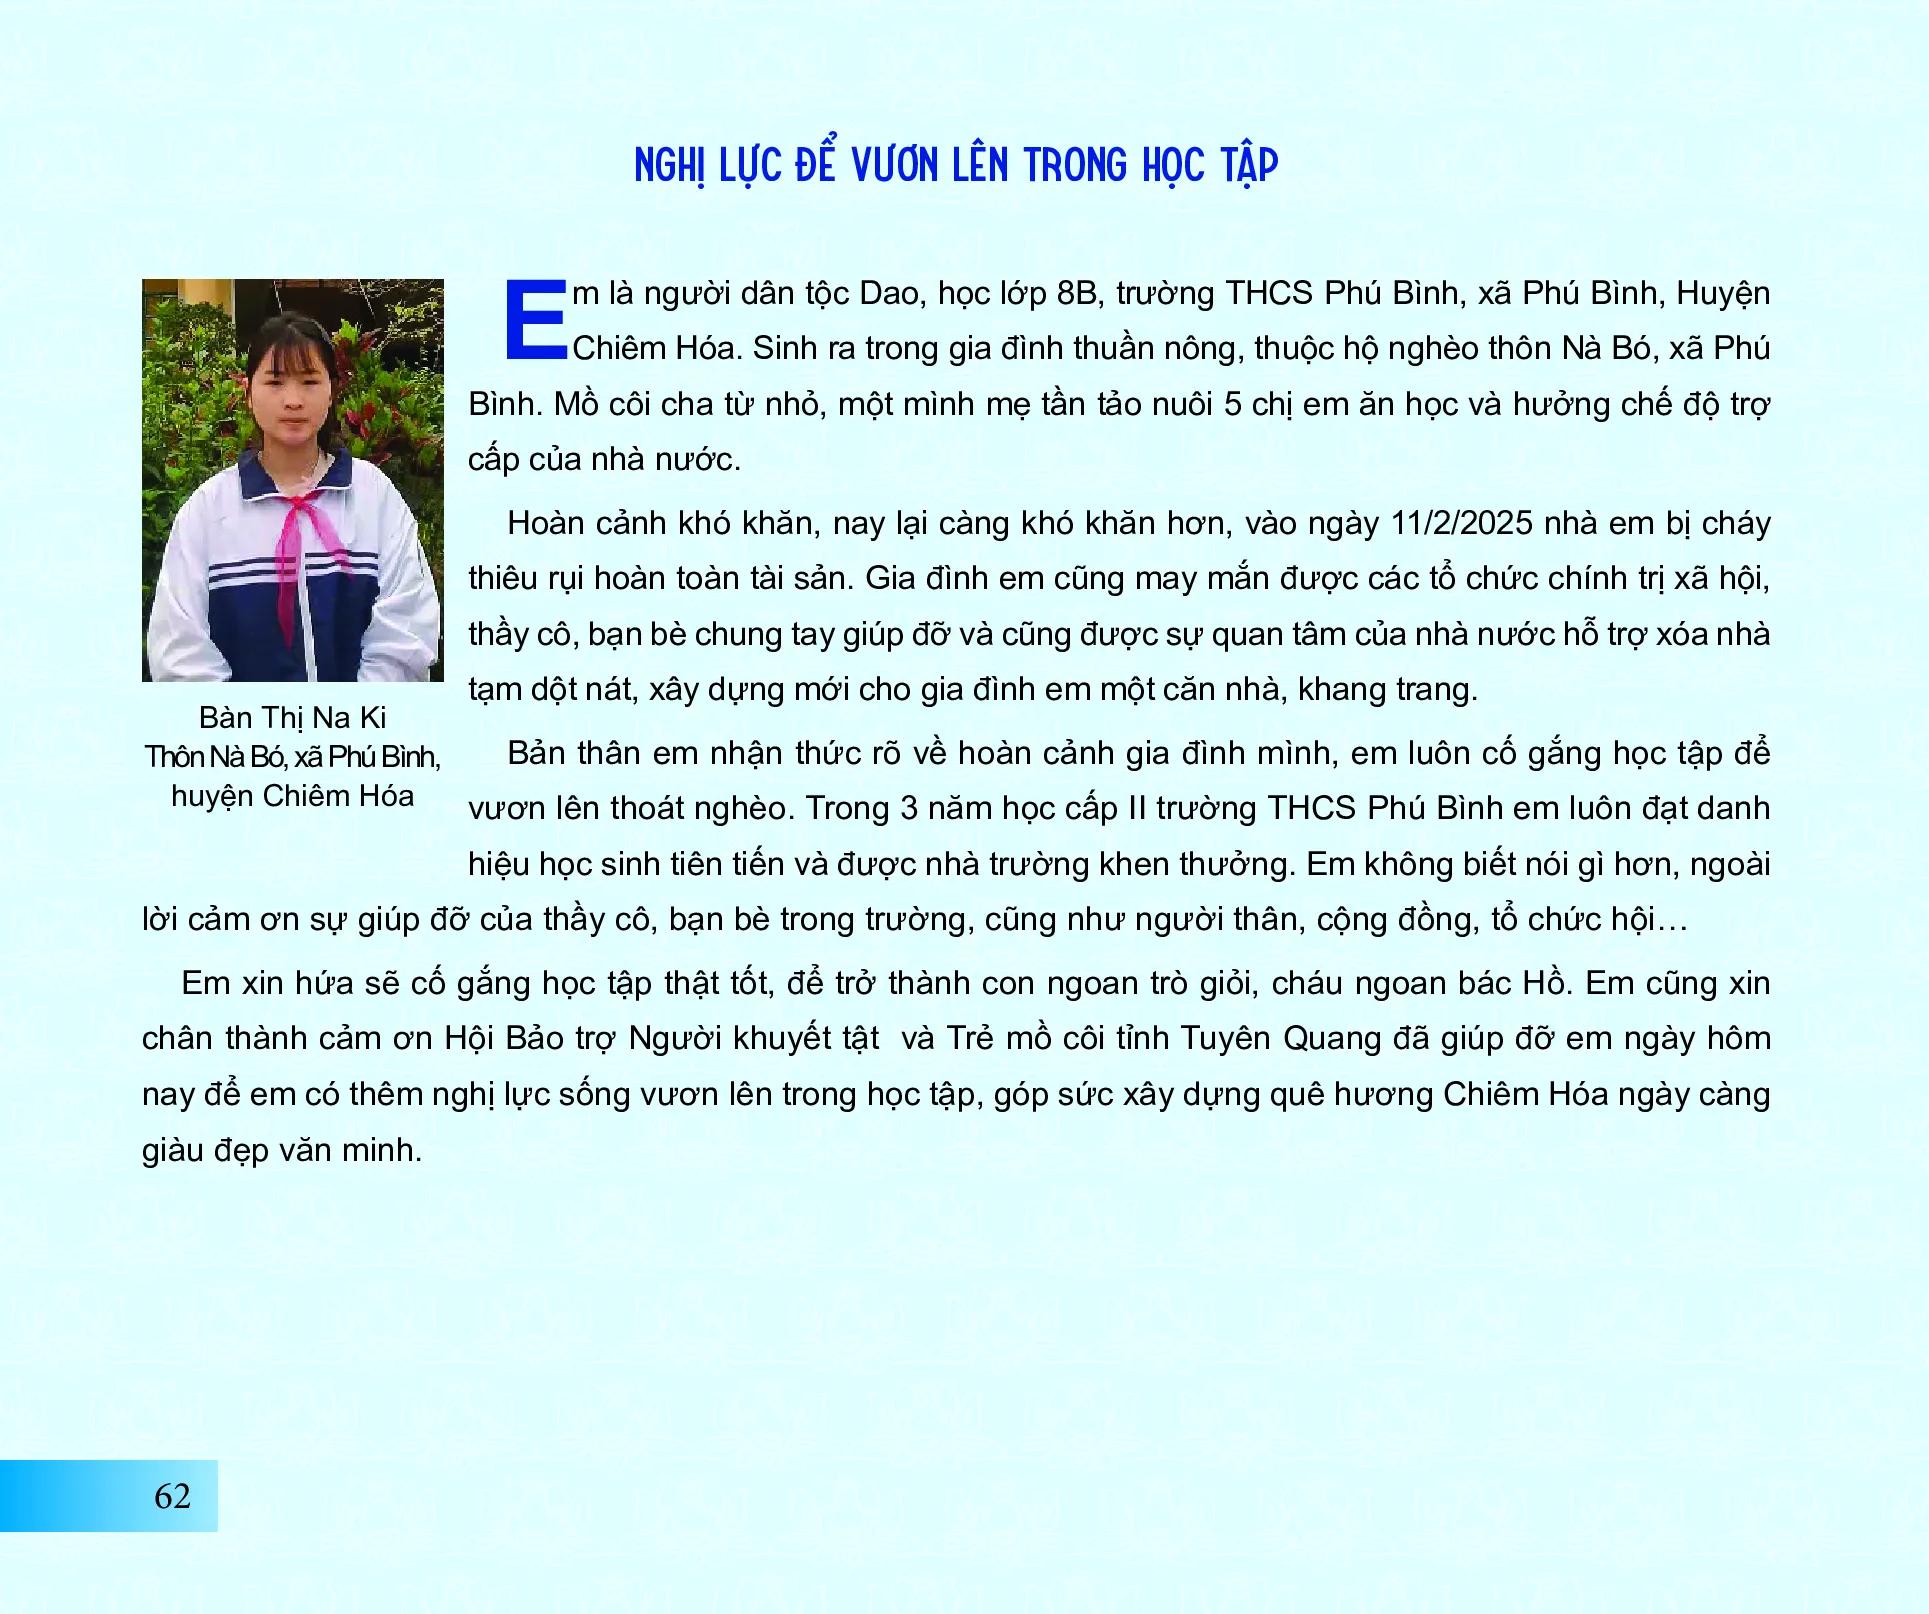 NGHỊ LỰC ĐỂ VƯƠN LÊN TRONG HỌC TẬP
Em là người dân tộc Dao, học lớp 8B, trường THCS Phú Bình, xã Phú Bình, Huyện
Chiêm Hóa. Sinh ra trong gia đình thuần nông, thuộc hộ nghèo thôn Nà Bó, xã Phú
Bình. Mồ côi cha từ nhỏ, một mình mẹ tần tảo nuôi 5 chị em ăn học và hưởng chế độ trợ
cấp của nhà nước.
Hoàn cảnh khó khăn, nay lại càng khó khăn hơn, vào ngày 11/2/2025 nhà em bị cháy
thiêu rụi hoàn toàn tài sản. Gia đình em cũng may mắn được các tổ chức chính trị xã hội,
thầy cô, bạn bè chung tay giúp đỡ và cũng được sự quan tâm của nhà nước hỗ trợ xóa nhà
tạm dột nát, xây dựng mới cho gia đình em một căn nhà, khang trang.
Bàn Thị Na Ki
Thôn Nà Bó, xã Phú Bình,
huyện Chiêm Hóa
Bản thân em nhận thức rõ về hoàn cảnh gia đình mình, em luôn cố gắng học tập để
vươn lên thoát nghèo. Trong 3 năm học cấp II trường THCS Phú Bình em luôn đạt danh
hiệu học sinh tiên tiến và được nhà trường khen thưởng. Em không biết nói gì hơn, ngoài
lời cảm ơn sự giúp đỡ của thầy cô, bạn bè trong trường, cũng như người thân, cộng đồng, tổ chức hội…
Em xin hứa sẽ cố gắng học tập thật tốt, để trở thành con ngoan trò giỏi, cháu ngoan bác Hồ. Em cũng xin
chân thành cảm ơn Hội Bảo trợ Người khuyết tật và Trẻ mồ côi tỉnh Tuyên Quang đã giúp đỡ em ngày hôm
nay để em có thêm nghị lực sống vươn lên trong học tập, góp sức xây dựng quê hương Chiêm Hóa ngày càng
giàu đẹp văn minh.
62